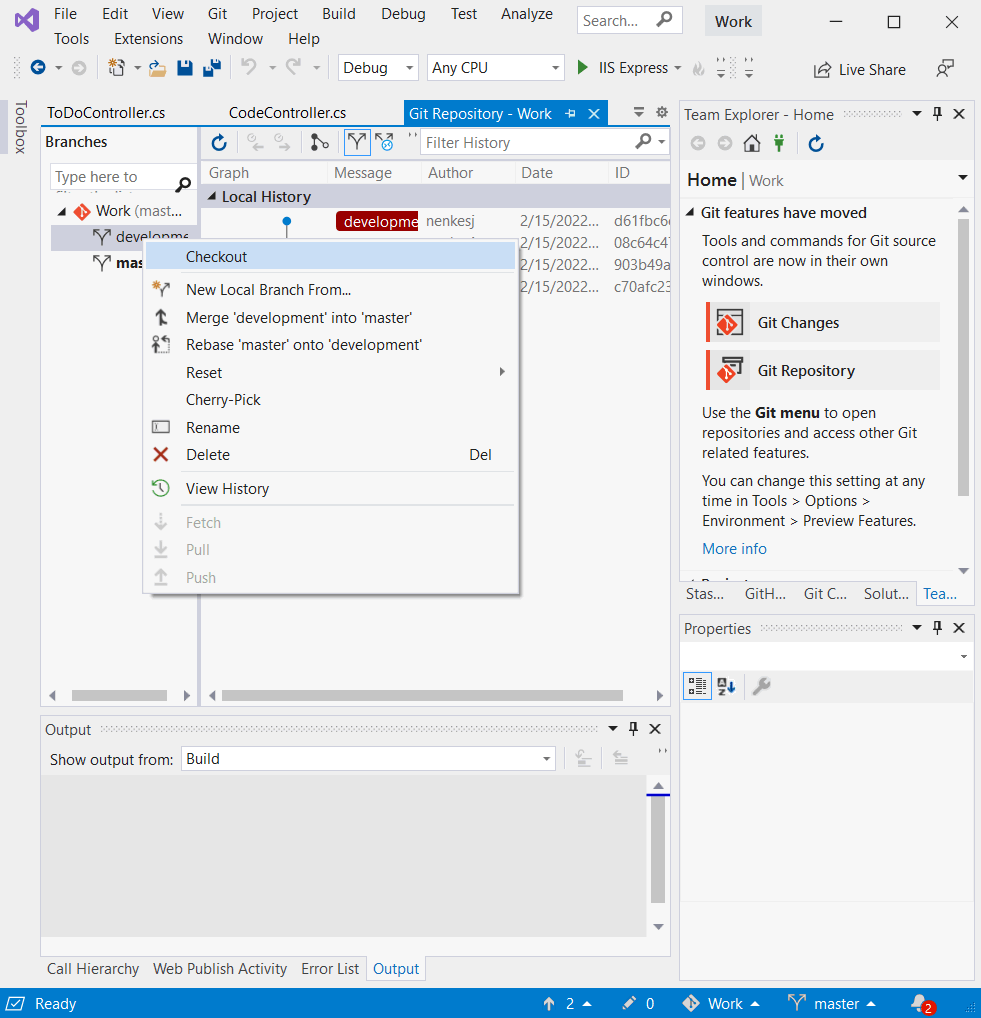 File Edit View Git Project Build Debug Test Analyze Search... Work
Tools Extensions Window Help
Debug Any CPU IIS Express Live Share
Toolbox
ToDoController.cs CodeController.cs Git Repository - Work
Branches
Filter History
Type here to
Graph Message Author Date ID
Local History
Work (mast...
developme nenkesj 2/15/2022... d61fbc6
2/15/2022... 08c64c4
2/15/2022... 903b49a
2/15/2022... c70afc23
Checkout
New Local Branch From...
Merge 'development' into 'master'
Rebase 'master' onto 'development'
Reset
Cherry-Pick
Rename
Delete Del
View History
Fetch
Pull
Push
Team Explorer - Home
Home | Work
Git features have moved
Tools and commands for Git source
control are now in their own
windows.
Git Changes
Git Repository
Use the Git menu to open
repositories and access other Git
related features.
You can change this setting at any
time in Tools > Options >
Environment > Preview Features.
More info
Stas... GitH... Git C... Solut... Tea...
Properties
Output
Show output from: Build
Call Hierarchy Web Publish Activity Error List Output
Ready 2 0 Work master 2